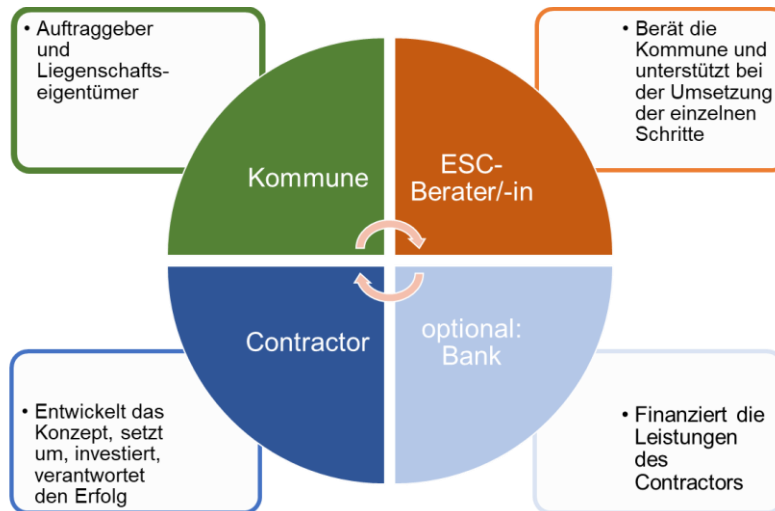 • Auftraggeber
und
Liegenschafts-
eigentümer
• Berät die
Kommune und
unterstützt bei
der Umsetzung
der einzelnen
Schritte
Kommune
ESC-
Berater/-in
Contractor
optional:
Bank
• Entwickelt das
Konzept, setzt
um, investiert,
verantwortet
den Erfolg
• Finanziert die
Leistungen
des
Contractors